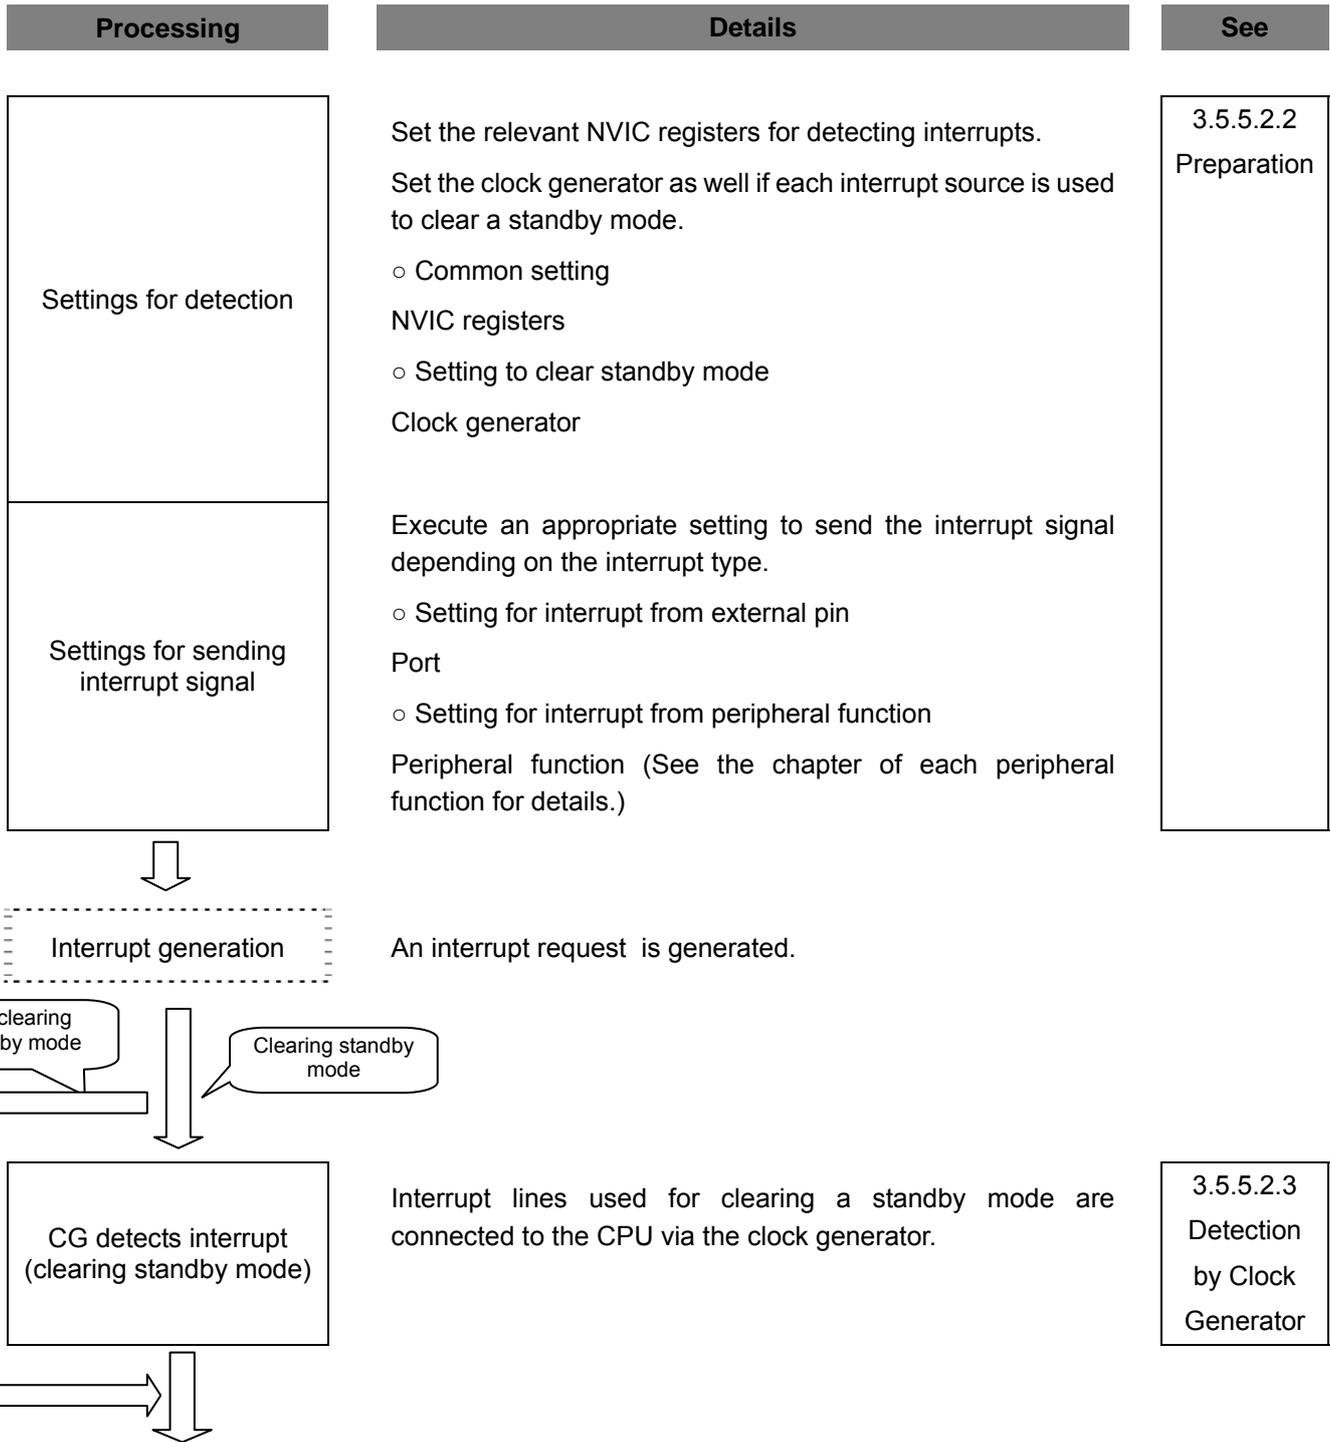 Processing
Details
See
Settings for detection
Set the relevant NVIC registers for detecting interrupts.
Set the clock generator as well if each interrupt source is used
to clear a standby mode.
○ Common setting
NVIC registers
○ Setting to clear standby mode
Clock generator
3.5.5.2.2
Preparation
Settings for sending
interrupt signal
Execute an appropriate setting to send the interrupt signal
depending on the interrupt type.
○ Setting for interrupt from external pin
Port
○ Setting for interrupt from peripheral function
Peripheral function (See the chapter of each peripheral
function for details.)
Interrupt generation
An interrupt request is generated.
clearing
by mode
Clearing standby
mode
CG detects interrupt
(clearing standby mode)
Interrupt lines used for clearing a standby mode are
connected to the CPU via the clock generator.
3.5.5.2.3
Detection
by Clock
Generator